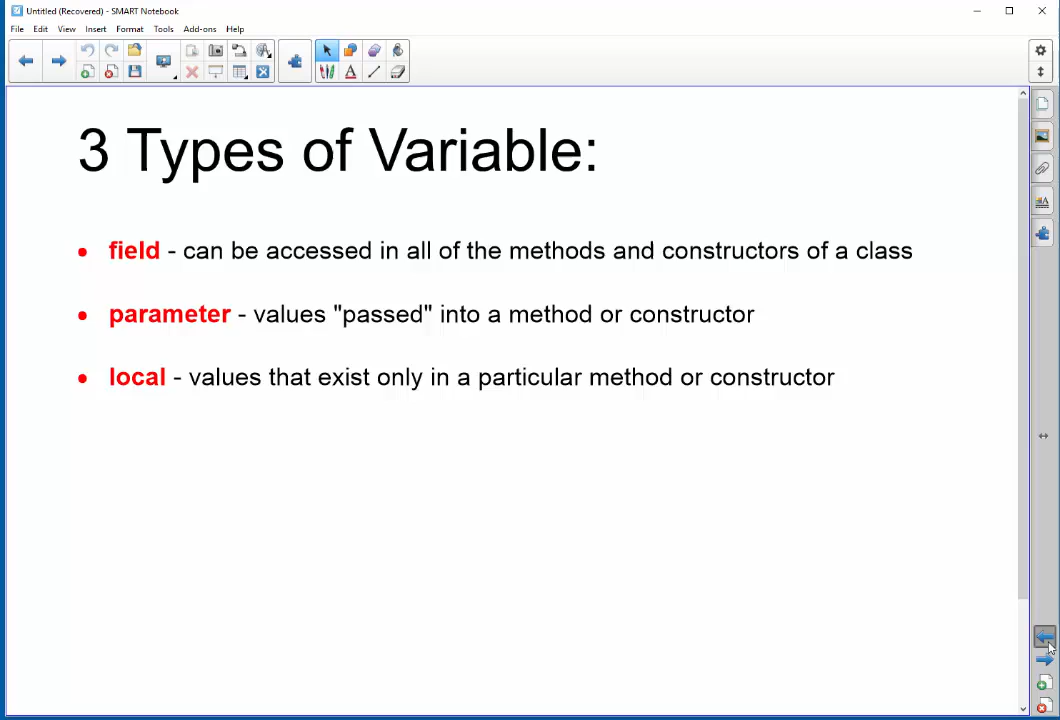 Untitled (Recovered) - SMART Notebook
File Edit View Insert Format Tools Add-ons Help
3 Types of Variable:
• field - can be accessed in all of the methods and constructors of a class
• parameter - values "passed" into a method or constructor
• local - values that exist only in a particular method or constructor